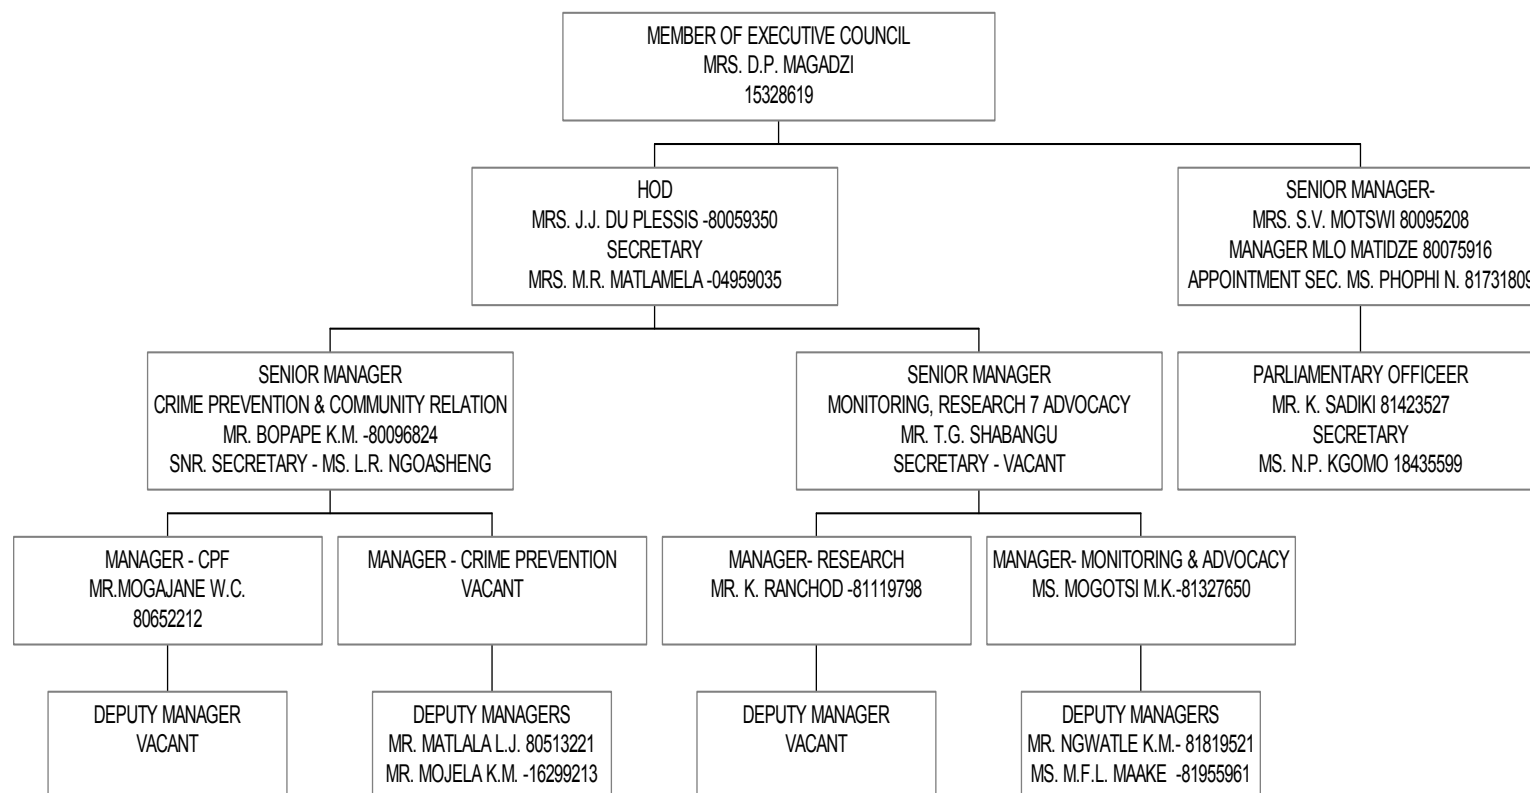 MEMBER OF EXECUTIVE COUNCIL
MRS. D.P. MAGADZI
15328619
HOD
MRS. J.J. DU PLESSIS -80059350
SECRETARY
MRS. M.R. MATLAMELA -04959035
SENIOR MANAGER-
MRS. S.V. MOTSWI 80095208
MANAGER MLO MATIDZE 80075916
APPOINTMENT SEC. MS. PHOPHI N. 81731809
SENIOR MANAGER
CRIME PREVENTION & COMMUNITY RELATION
MR. BOPAPE K.M. -80096824
SNR. SECRETARY - MS. L.R. NGOASHENG
SENIOR MANAGER
MONITORING, RESEARCH 7 ADVOCACY
MR. T.G. SHABANGU
SECRETARY - VACANT
PARLIAMENTARY OFFICEER
MR. K. SADIKI 81423527
SECRETARY
MS. N.P. KGOMO 18435599
MANAGER - CPF
MR.MOGAJANE W.C.
80652212
MANAGER - CRIME PREVENTION
VACANT
MANAGER- RESEARCH
MR. K. RANCHOD -81119798
MANAGER- MONITORING & ADVOCACY
MS. MOGOTSI M.K.-81327650
DEPUTY MANAGER
VACANT
DEPUTY MANAGERS
MR. MATLALA L.J. 80513221
MR. MOJELA K.M. -16299213
DEPUTY MANAGER
VACANT
DEPUTY MANAGERS
MR. NGWATLE K.M.- 81819521
MS. M.F.L. MAAKE -81955961